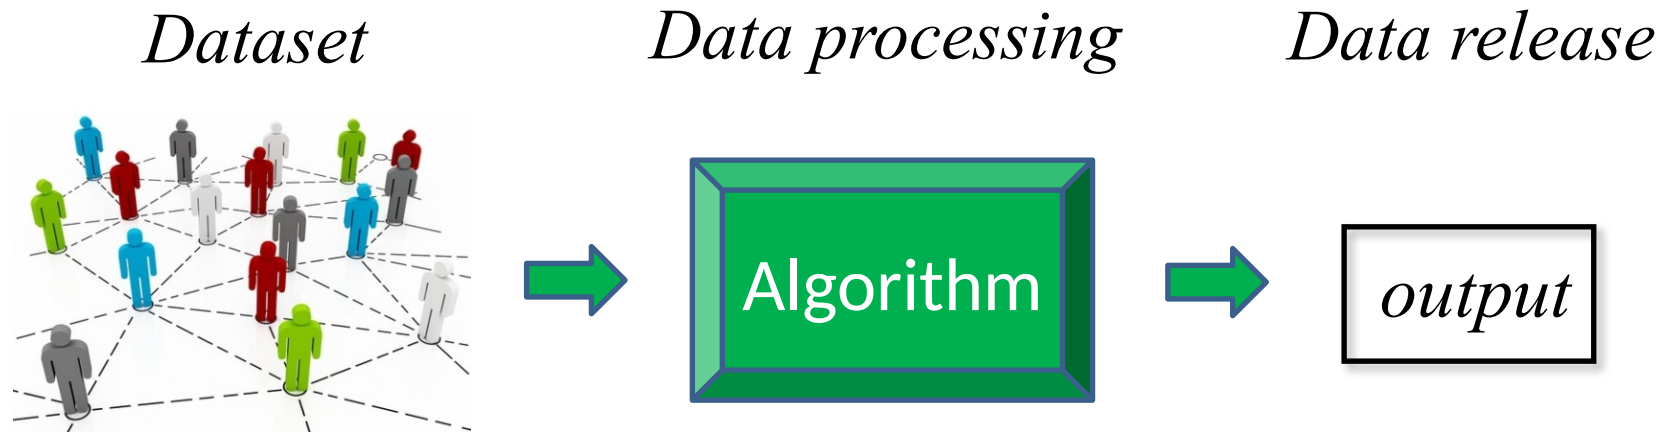 Dataset
Data processing
Data release
Algorithm
output